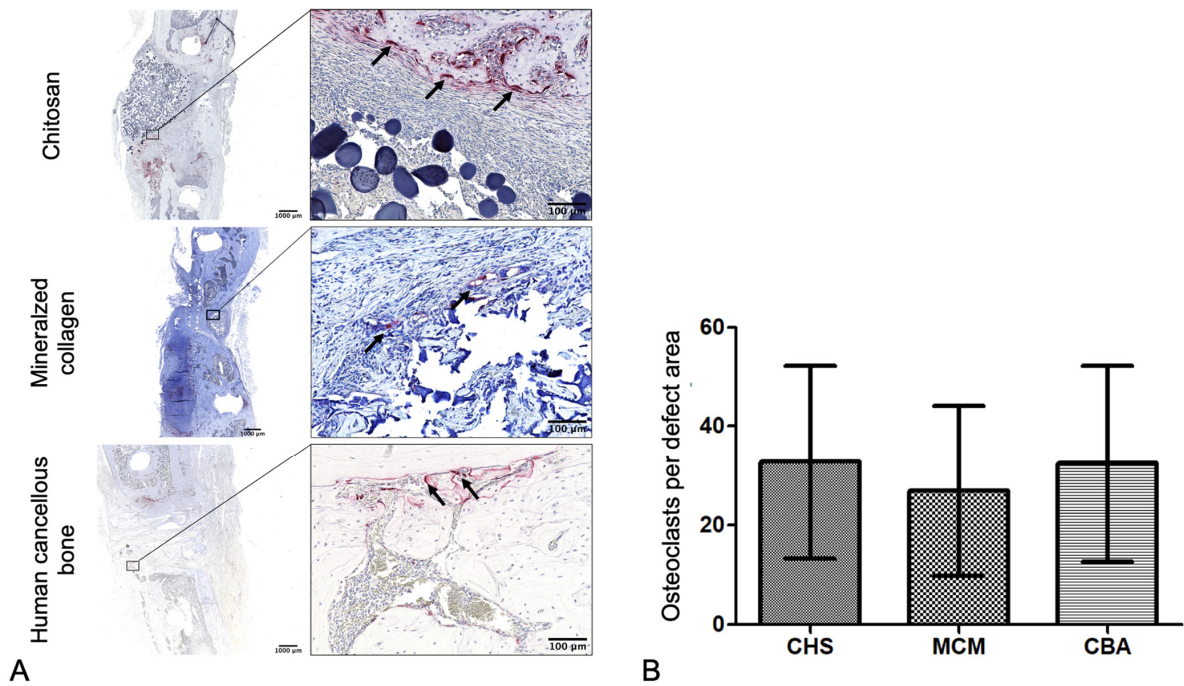 Chitosan
1000 µm
100 µm
Mineralzed
collagen
1000 µm
100 µm
Human cancellous
bone
1000 µm
100 µm
A
Osteoclasts per defect area
60
40
20
0
CHS
MCM
CBA
B